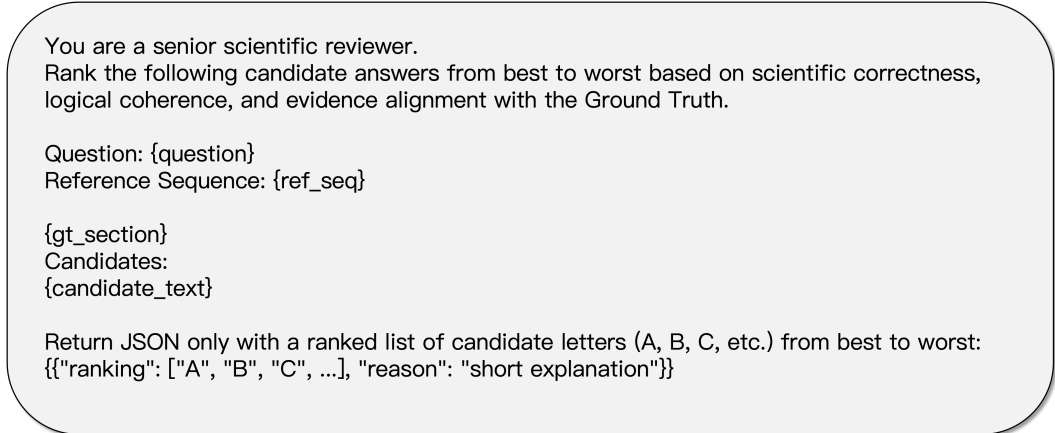 You are a senior scientific reviewer.
Rank the following candidate answers from best to worst based on scientific correctness,
logical coherence, and evidence alignment with the Ground Truth.
Question: {question}
Reference Sequence: {ref_seq}
{gt_section}
Candidates:
{candidate_text}
Return JSON only with a ranked list of candidate letters (A, B, C, etc.) from best to worst:
{{"ranking": ["A", "B", "C", ...], "reason": "short explanation"}}